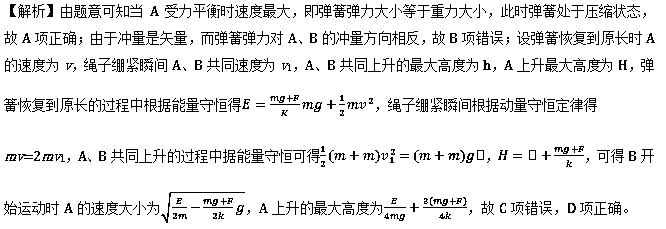 【解析】由题意可知当 A 受力平衡时速度最大，即弹簧弹力大小等于重力大小，此时弹簧处于压缩状态，
故 A 项正确；由于冲量是矢量，而弹簧弹力对 A、B 的冲量方向相反，故 B 项错误；设弹簧恢复到原长时 A
的速度为 v，绳子绷紧瞬间 A、B 共同速度为 v₁，A、B 共同上升的最大高度为 h，A 上升最大高度为 H，弹
簧恢复到原长的过程中根据能量守恒得 E = \frac{mg+F}{K} mg + \frac{1}{2} mv²，绳子绷紧瞬间根据动量守恒定律得
mv=2mv₁，A、B 共同上升的过程中据能量守恒可得 \frac{1}{2}(m + m)v₁² = (m + m)g□，H = □ + \frac{mg+F}{k}，可得 B 开
始运动时 A 的速度大小为 \sqrt{\frac{E}{2m} - \frac{mg+F}{2k} g}，A 上升的最大高度为 \frac{E}{4mg} + \frac{2(mg+F)}{4k}，故 C 项错误，D 项正确。